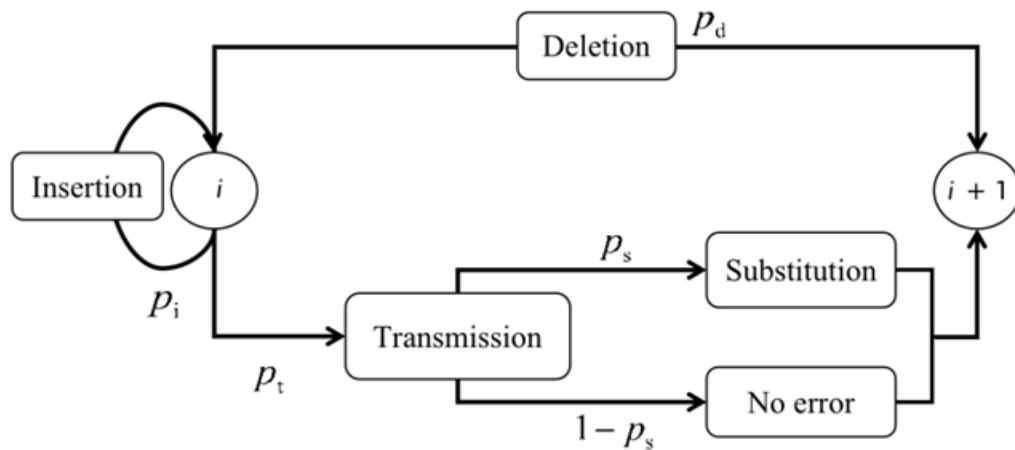 Deletion
p_d
Insertion
i
i + 1
p_i
p_s
Substitution
Transmission
p_t
No error
1 − p_s